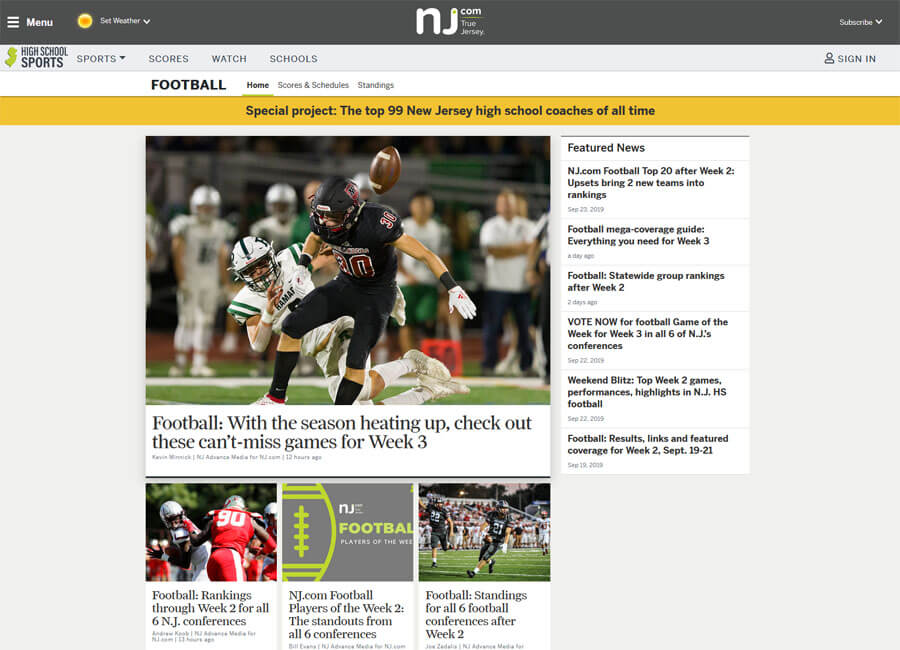 Menu
Set Weather
nj.com
True
Jersey.
Subscribe
HIGH SCHOOL
SPORTS
SPORTS
SCORES
WATCH
SCHOOLS
SIGN IN
FOOTBALL
Home
Scores & Schedules
Standings
Special project: The top 99 New Jersey high school coaches of all time
30
30
RAMAP
Football: With the season heating up, check out
these can't-miss games for Week 3
Kevin Minnick | NJ Advance Media for NJ.com | 12 hours ago
Featured News
NJ.com Football Top 20 after Week 2:
Upsets bring 2 new teams into
rankings
Sep 23, 2019
Football mega-coverage guide:
Everything you need for Week 3
a day ago
Football: Statewide group rankings
after Week 2
2 days ago
VOTE NOW for football Game of the
Week for Week 3 in all 6 of N.J.'s
conferences
Sep 22, 2019
Weekend Blitz: Top Week 2 games,
performances, highlights in N.J. HS
football
Sep 22, 2019
Football: Results, links and featured
coverage for Week 2, Sept. 19-21
Sep 19, 2019
90
Football: Rankings
through Week 2 for all
6 N.J. conferences
Andrew Koob | NJ Advance Media for
NJ.com | 13 hours ago
nj
FOOTBAL
PLAYERS OF THE WEE
NJ.com Football
Players of the Week 2:
The standouts from
all 6 conferences
Bill Evans | NJ Advance Media for NJ.com
22
21
Football: Standings
for all 6 football
conferences after
Week 2
Joe Zedalis | NJ Advance Media for